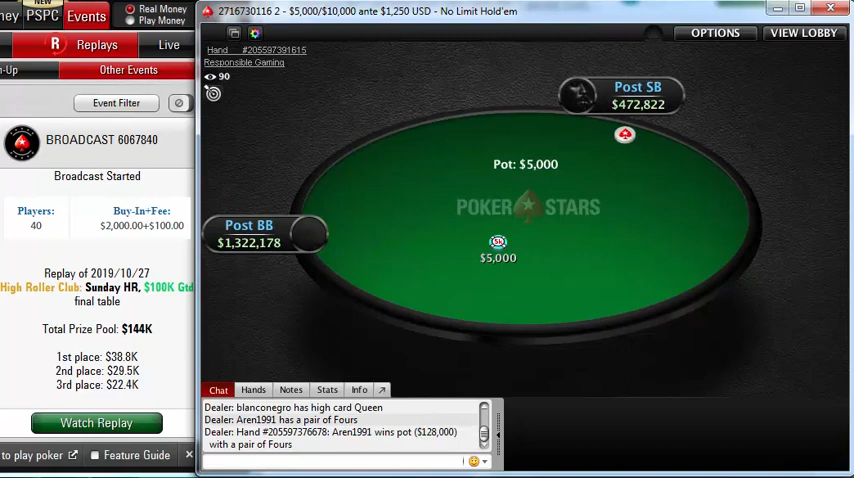 NEW
ney
PSPC
Events
Real Money
Play Money
R Replays
Live
n-Up
Other Events
Event Filter
BROADCAST 6067840
Broadcast Started
Players:
40
Buy-In+Fee:
$2,000.00+$100.00
Replay of 2019/10/27
High Roller Club: Sunday HR, $100K Gtd
final table
Total Prize Pool: $144K
1st place: $38.8K
2nd place: $29.5K
3rd place: $22.4K
Watch Replay
to play poker
Feature Guide
2716730116 2 - $5,000/$10,000 ante $1,250 USD - No Limit Hold'em
OPTIONS
VIEW LOBBY
Hand #205597391615
Responsible Gaming
90
Post SB
$472,822
Pot: $5,000
POKER STARS
Post BB
$1,322,178
5k
$5,000
Chat
Hands
Notes
Stats
Info
Dealer: blanconegro has high card Queen
Dealer: Aren1991 has a pair of Fours
Dealer: Hand #205597376678: Aren1991 wins pot ($128,000)
with a pair of Fours